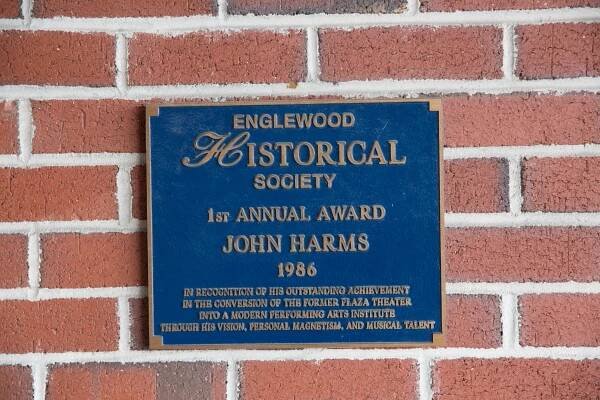 ENGLEWOOD
HISTORICAL
SOCIETY
1ST ANNUAL AWARD
JOHN HARMS
1986
IN RECOGNITION OF HIS OUTSTANDING ACHIEVEMENT
IN THE CONVERSION OF THE FORMER PLAZA THEATER
INTO A MODERN PERFORMING ARTS INSTITUTE
THROUGH HIS VISION, PERSONAL MAGNETISM, AND MUSICAL TALENT